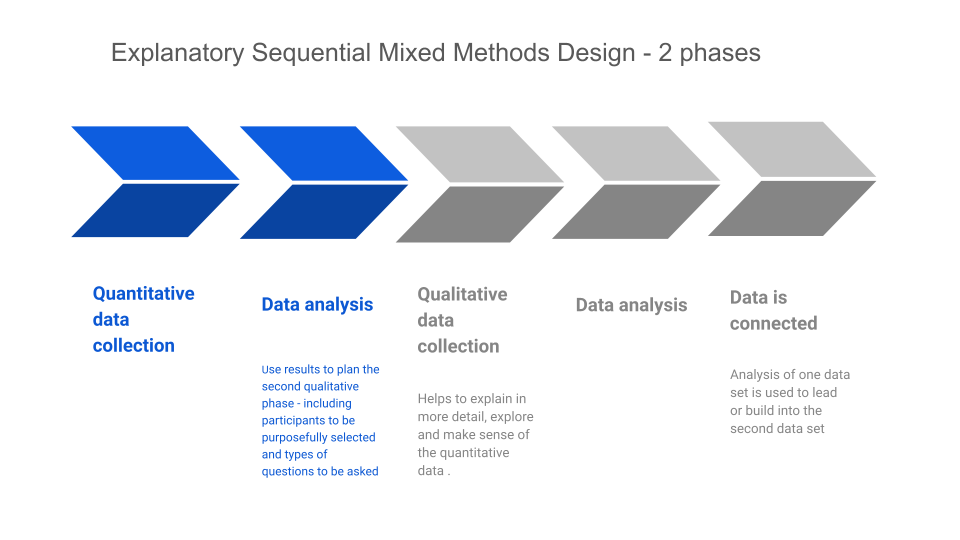 Explanatory Sequential Mixed Methods Design - 2 phases
Quantitative
data
collection
Data analysis
Use results to plan the
second qualitative
phase - including
participants to be
purposefully selected
and types of
questions to be asked
Qualitative
data
collection
Helps to explain in
more detail, explore
and make sense of
the quantitative
data .
Data analysis
Data is
connected
Analysis of one data
set is used to lead
or build into the
second data set